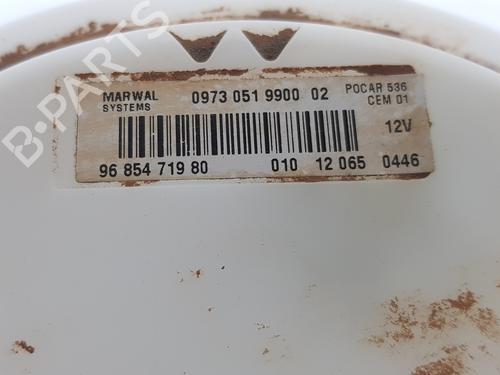 B-PARTS
MARWAL SYSTEMS 0973 051 9900 02 POCAR 536 CEM 01
12V
96 854 719 80 010 12 065 0446